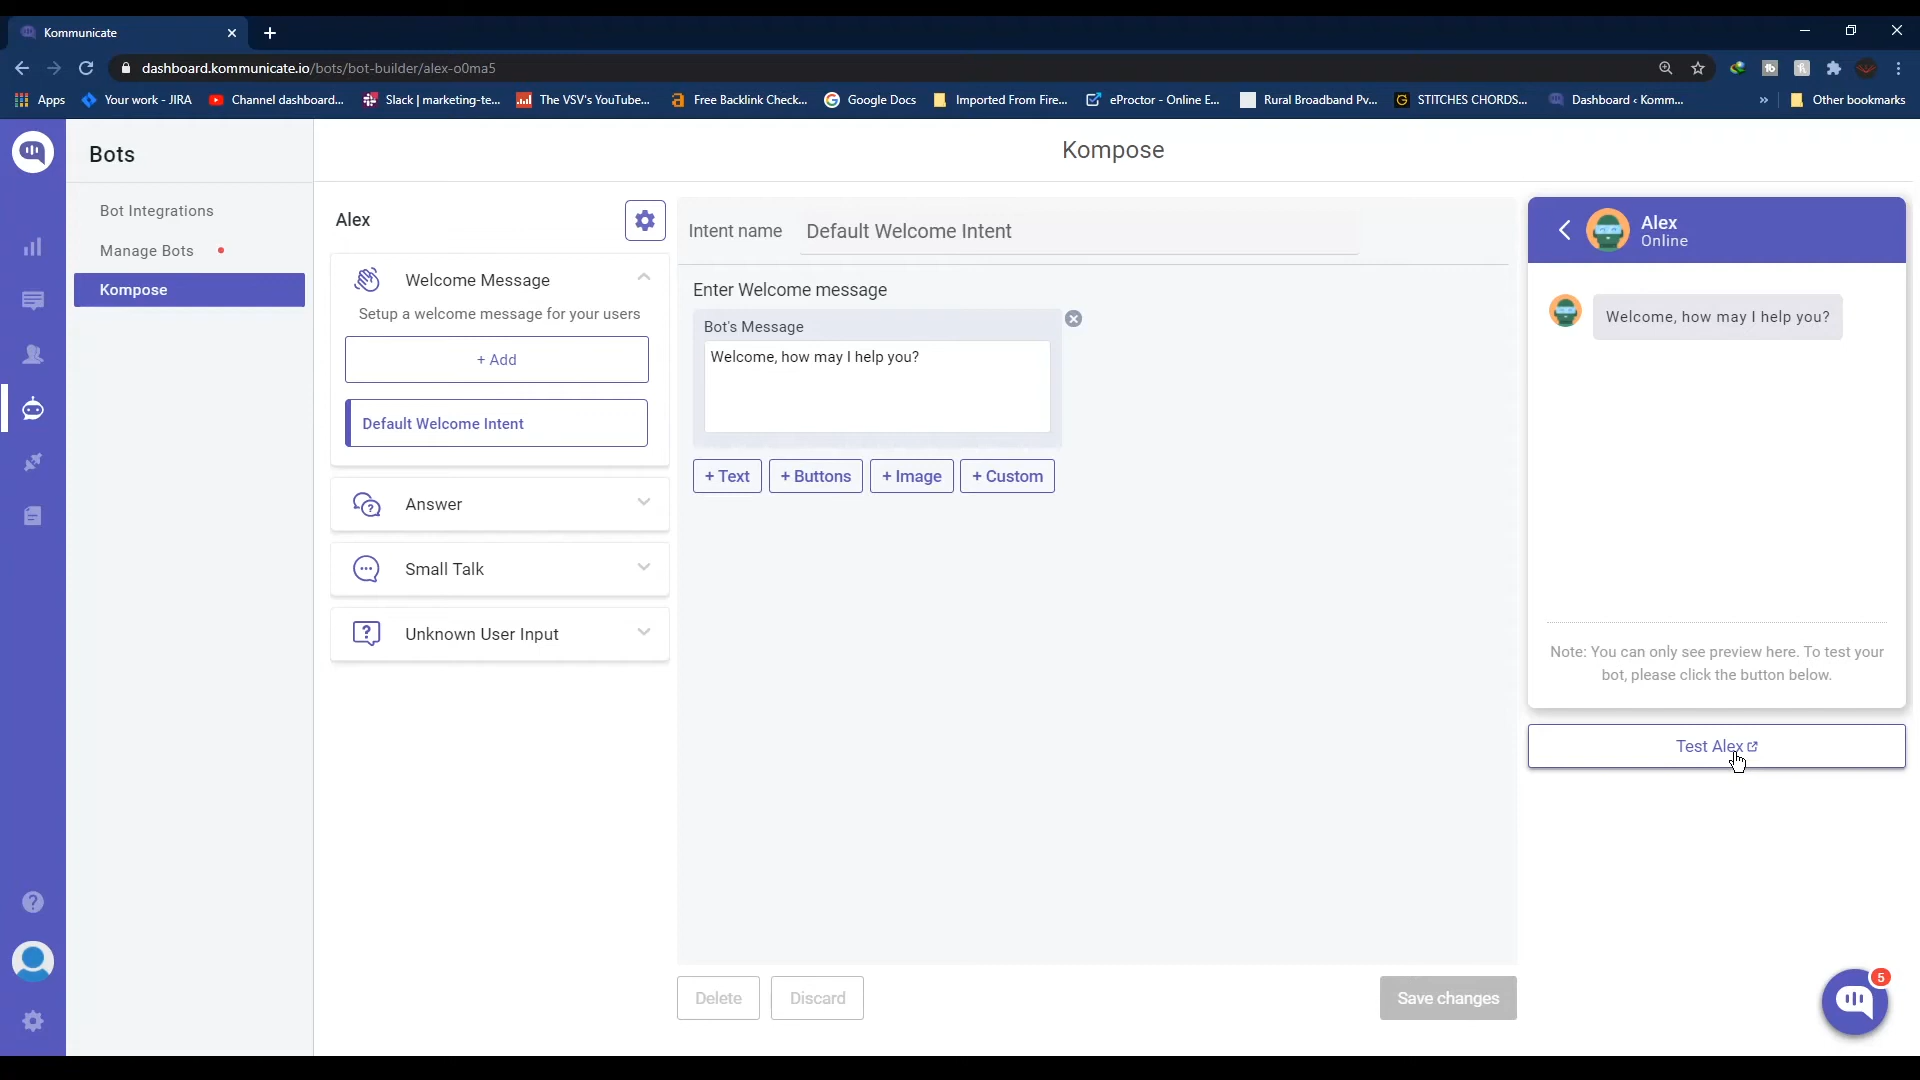 Kommunicate
dashboard.kommunicate.io/bots/bot-builder/alex-o0ma5
Apps
Your work - JIRA
Channel dashboard...
Slack | marketing-te...
The VSV's YouTube...
Free Backlink Check...
Google Docs
Imported From Fire...
eProctor - Online E...
Rural Broadband Pv...
STITCHES CHORDS...
Dashboard ‹ Komm...
»
Other bookmarks
Bots
Bot Integrations
Manage Bots
Kompose
Kompose
Alex
Welcome Message
Setup a welcome message for your users
+ Add
Default Welcome Intent
Answer
Small Talk
Unknown User Input
Intent name
Default Welcome Intent
Enter Welcome message
Bot's Message
Welcome, how may I help you?
+ Text
+ Buttons
+ Image
+ Custom
Delete
Discard
Save changes
Alex
Online
Welcome, how may I help you?
Note: You can only see preview here. To test your
bot, please click the button below.
Test Alex
5